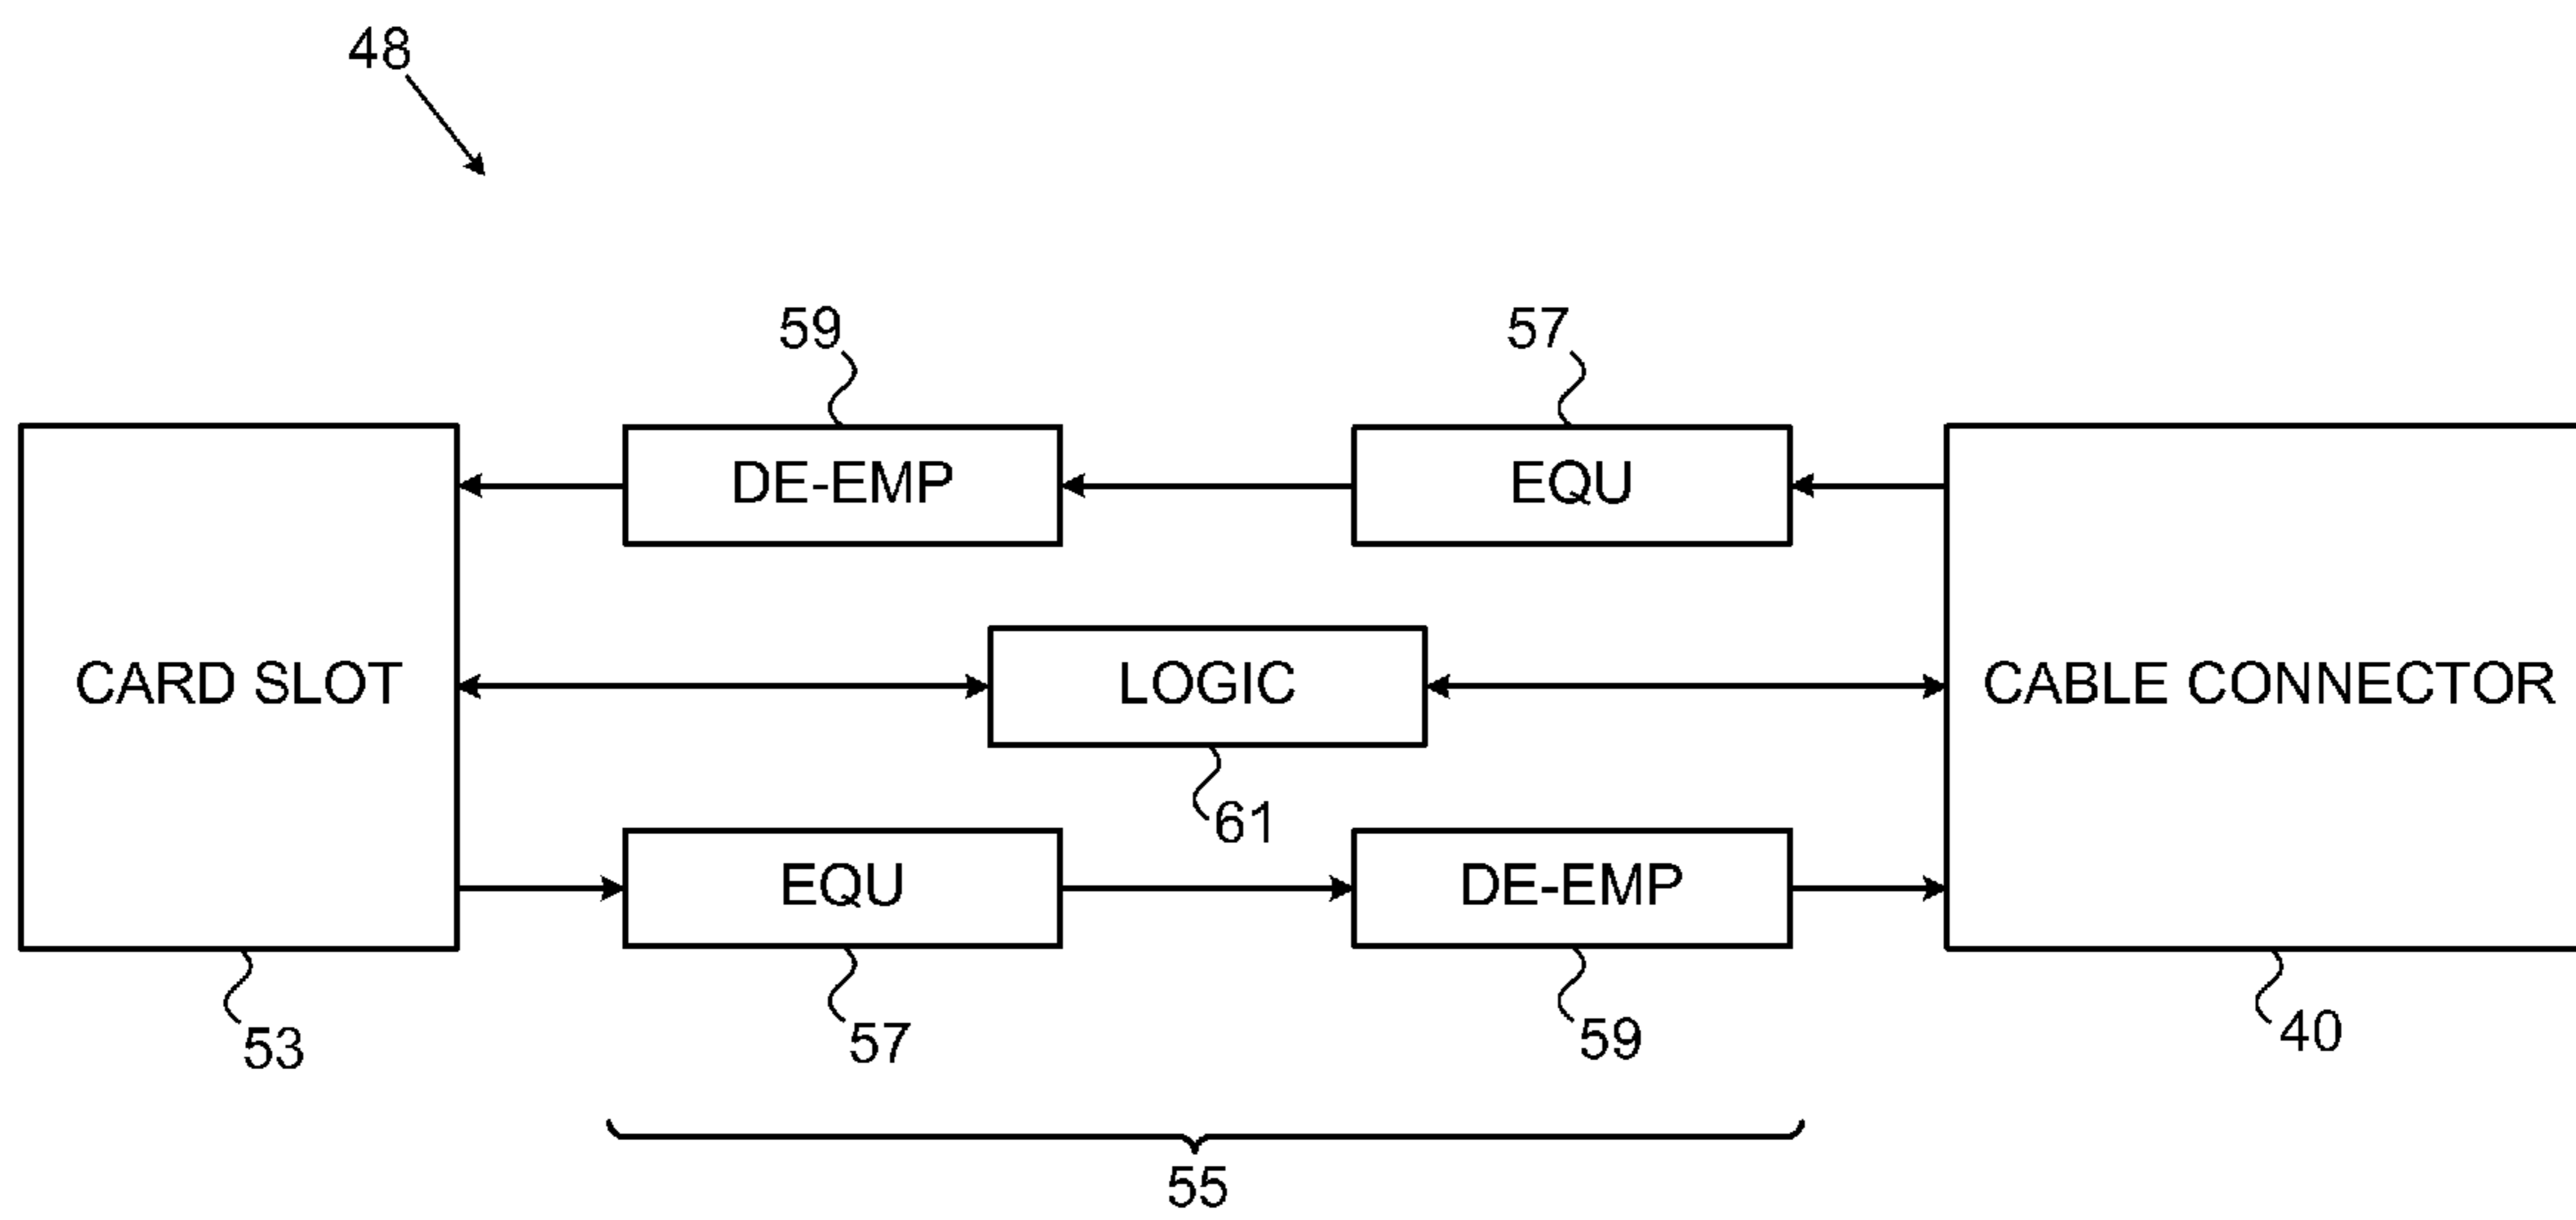 48
59
57
DE-EMP
EQU
CARD SLOT
LOGIC
CABLE CONNECTOR
61
EQU
DE-EMP
53
57
59
40
55